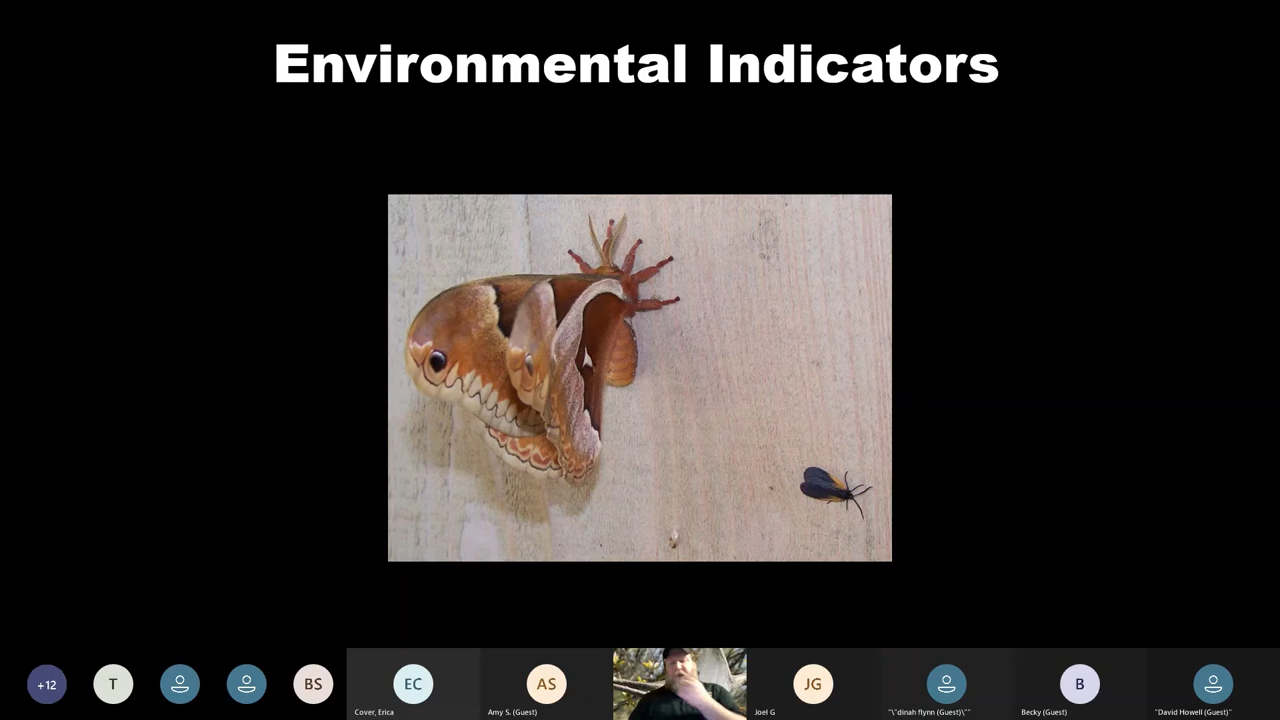 Environmental Indicators
+12
T
BS
EC
AS
JG
B
Cover, Erica
Amy S. (Guest)
Joel G
"\"dinah flynn (Guest)\""
Becky (Guest)
"David Howell (Guest)"